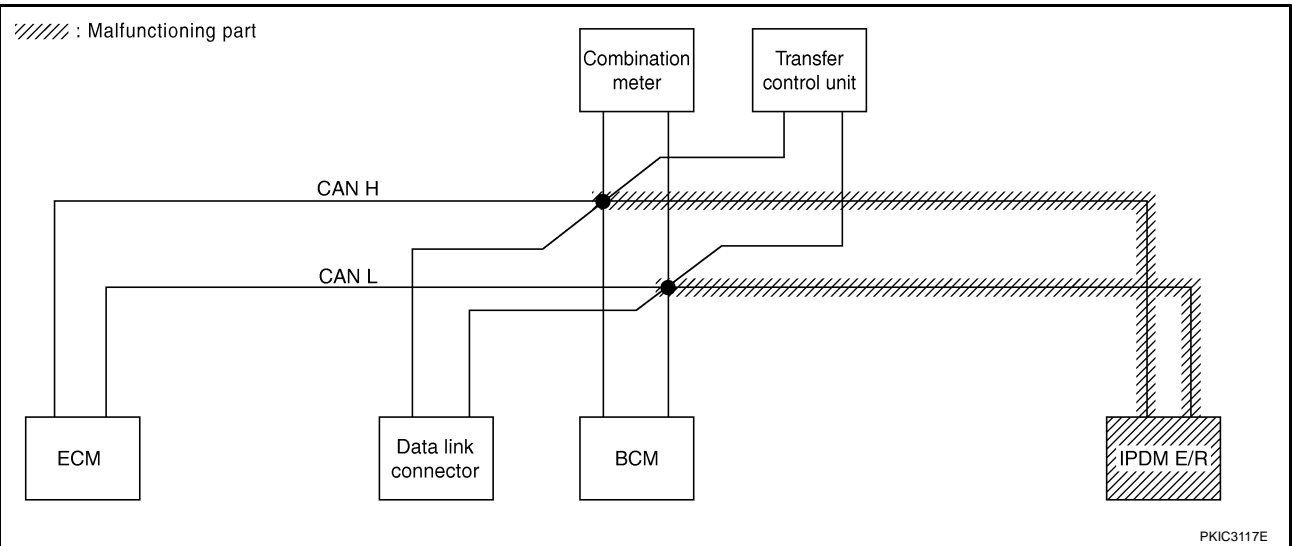 : Malfunctioning part
Combination
meter
Transfer
control unit
CAN H
CAN L
ECM
Data link
connector
BCM
IPDM E/R
PKIC3117E